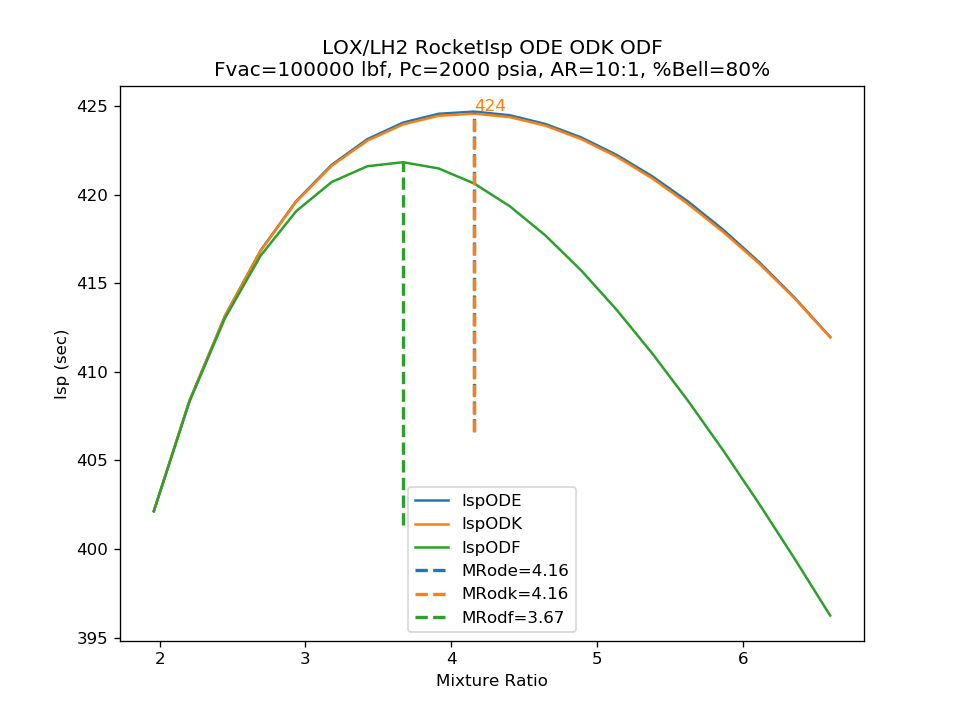 LOX/LH2 RocketIsp ODE ODK ODF
Fvac=100000 lbf, Pc=2000 psia, AR=10:1, %Bell=80%
424
425
420
415
410
405
400
395
Isp (sec)
IspODE
IspODK
IspODF
MRode=4.16
MRodk=4.16
MRodf=3.67
2 3 4 5 6
Mixture Ratio